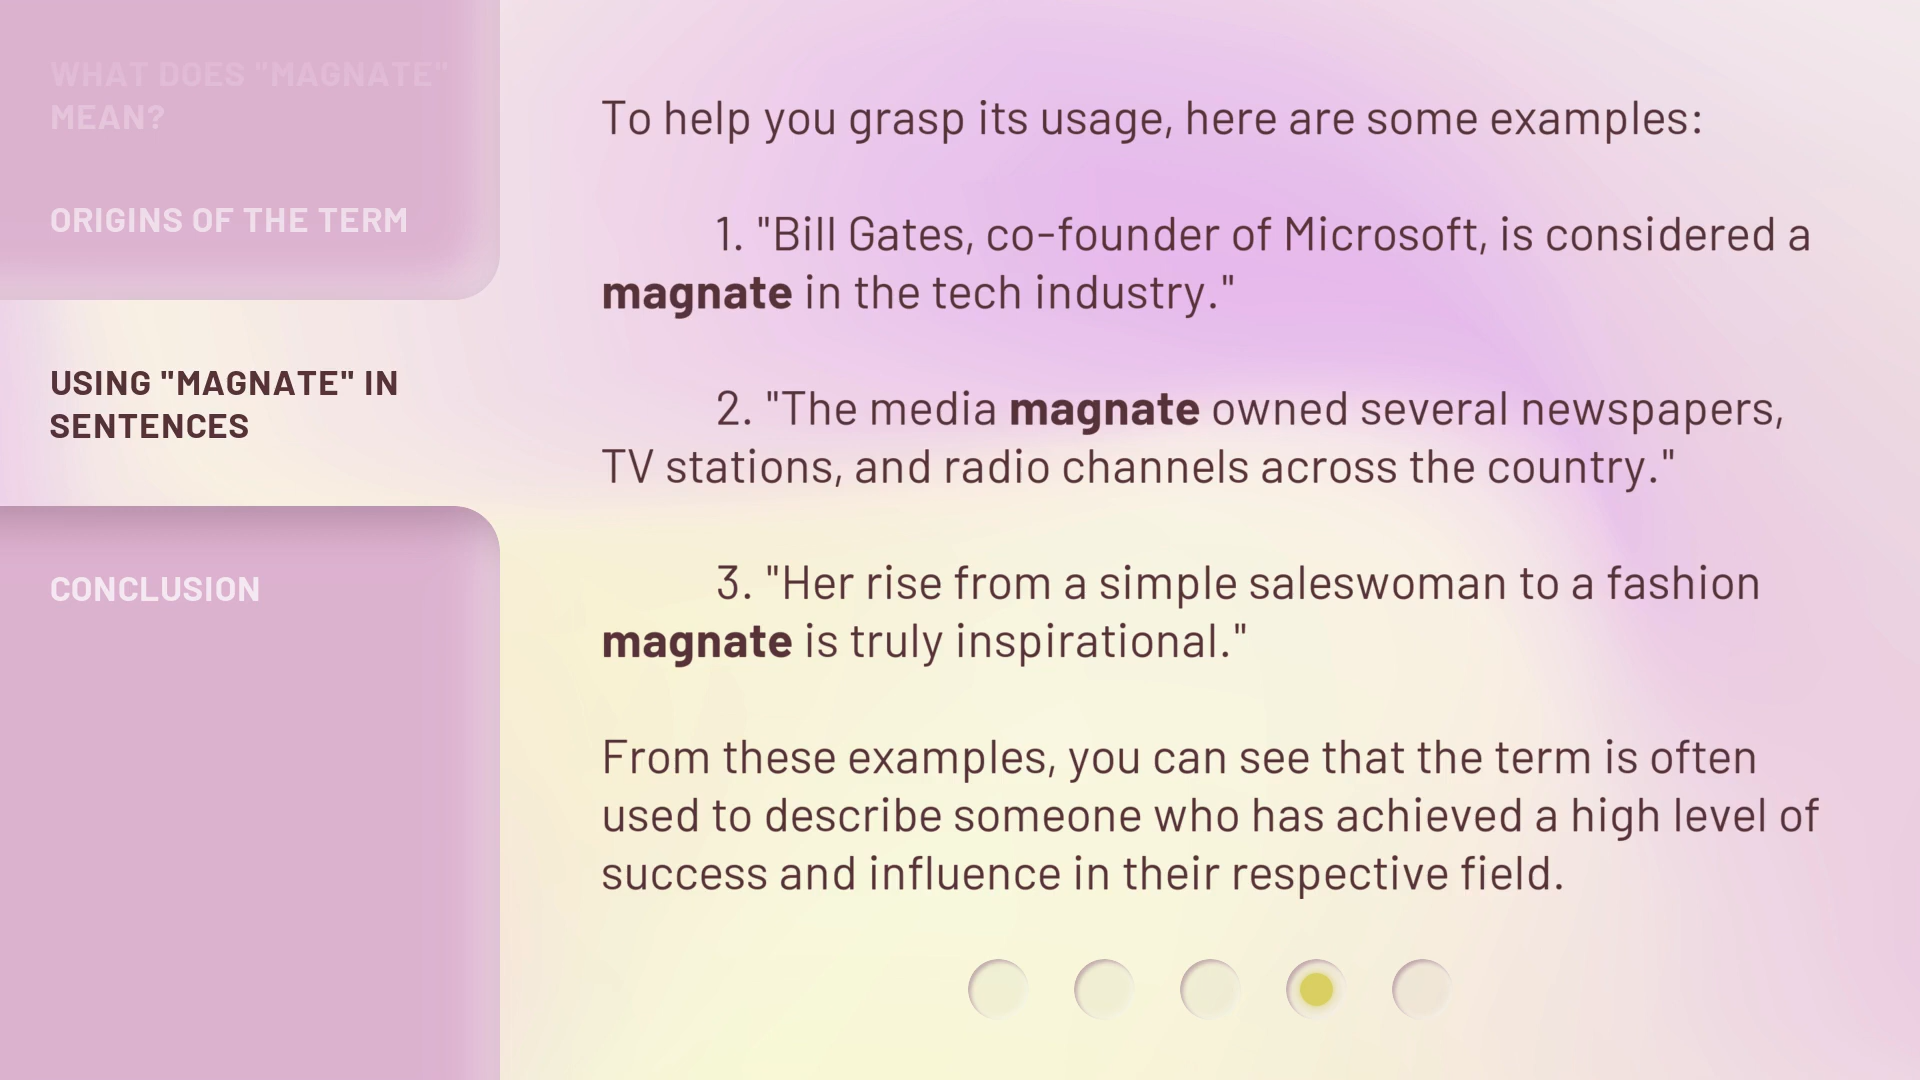 WHAT DOES "MAGNATE"
MEAN?
ORIGINS OF THE TERM
USING "MAGNATE" IN
SENTENCES
CONCLUSION
To help you grasp its usage, here are some examples:
1. "Bill Gates, co-founder of Microsoft, is considered a
magnate in the tech industry."
2. "The media magnate owned several newspapers,
TV stations, and radio channels across the country."
3. "Her rise from a simple saleswoman to a fashion
magnate is truly inspirational."
From these examples, you can see that the term is often
used to describe someone who has achieved a high level of
success and influence in their respective field.